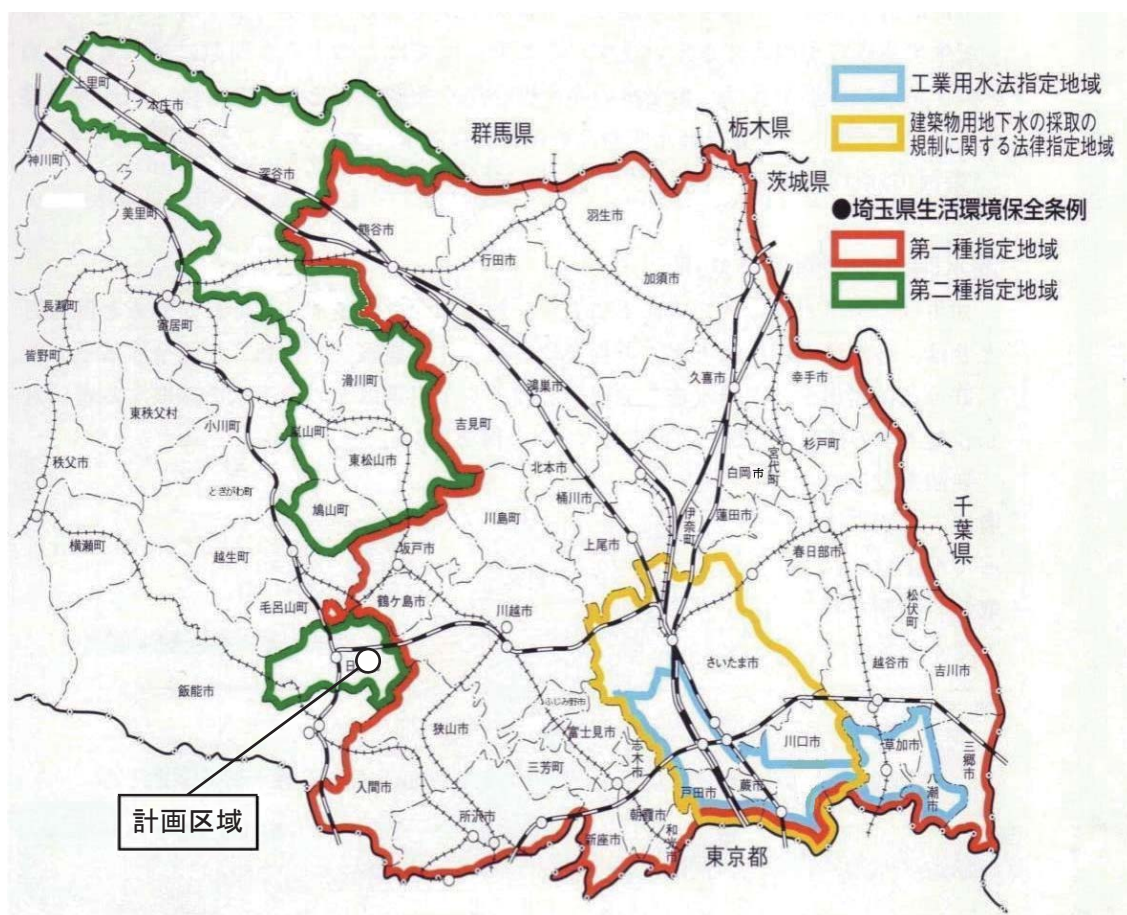 工業用水法指定地域
建築物用地下水の採取の
規制に関する法律指定地域
●埼玉県生活環境保全条例
第一種指定地域
第二種指定地域
群馬県
栃木県
茨城県
千葉県
東京都
上里町
本庄市
神川町
美里町
深谷市
熊谷市
行田市
羽生市
加須市
長瀞町
寄居町
皆野町
東秩父村
小川町
滑川町
嵐山町
東松山市
吉見町
鴻巣市
久喜市
幸手市
杉戸町
宮代町
白岡市
北本市
桶川市
秩父市
ときがわ町
鳩山町
川島町
上尾市
伊奈町
蓮田市
春日部市
横瀬町
越生町
坂戸市
毛呂山町
鶴ケ島市
川越市
さいたま市
松伏町
越谷市
吉川市
日
飯能市
狭山市
ふじみ野市
富士見市
志木市
三芳町
川口市
草加市
三郷市
八潮市
戸田市
蕨市
入間市
所沢市
朝霞市
新座市
和光市
計画区域